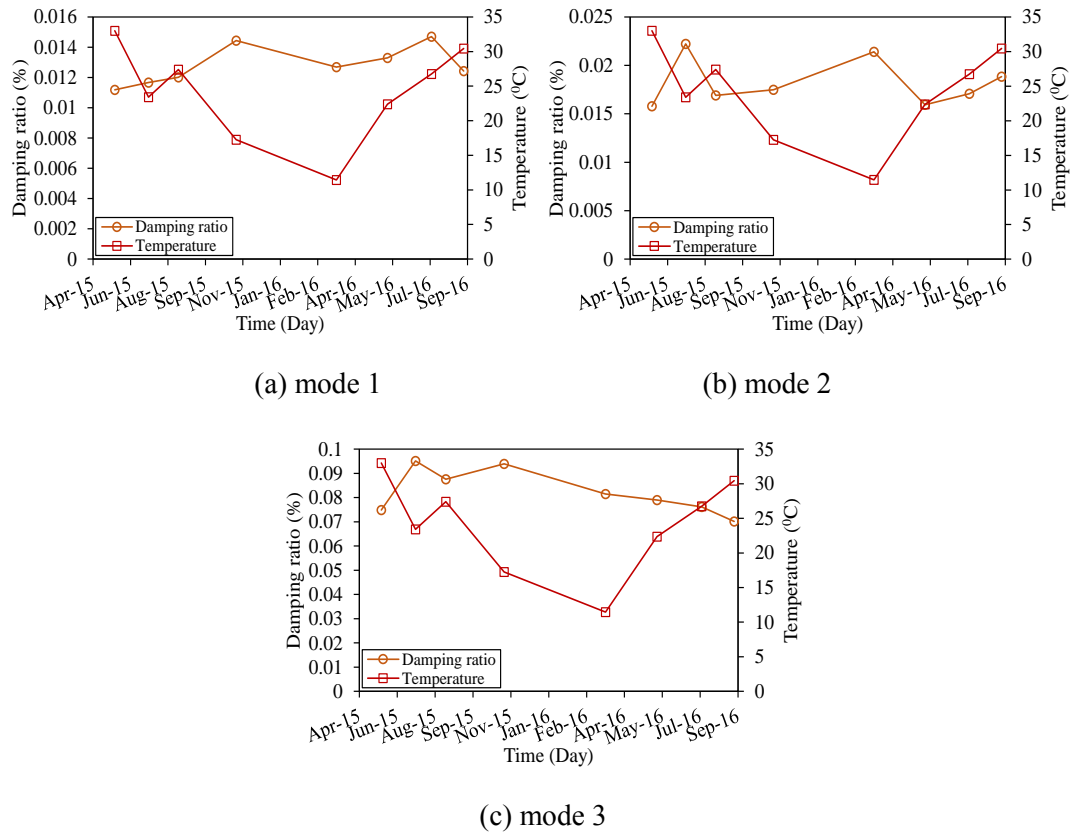 0.016
0.014
0.012
0.01
0.008
0.006
0.004
0.002
0
Damping ratio (%)
35
30
25
20
15
10
5
0
Temperature (⁰C)
Damping ratio
Temperature
Apr-15
Jun-15
Aug-15
Sep-15
Nov-15
Jan-16
Feb-16
Apr-16
May-16
Jul-16
Sep-16
Time (Day)
(a) mode 1
0.025
0.02
0.015
0.01
0.005
0
Damping ratio (%)
35
30
25
20
15
10
5
0
Temperature (⁰C)
Damping ratio
Temperature
Apr-15
Jun-15
Aug-15
Sep-15
Nov-15
Jan-16
Feb-16
Apr-16
May-16
Jul-16
Sep-16
Time (Day)
(b) mode 2
0.1
0.09
0.08
0.07
0.06
0.05
0.04
0.03
0.02
0.01
0
Damping ratio (%)
35
30
25
20
15
10
5
0
Temperature (⁰C)
Damping ratio
Temperature
Apr-15
Jun-15
Aug-15
Sep-15
Nov-15
Jan-16
Feb-16
Apr-16
May-16
Jul-16
Sep-16
Time (Day)
(c) mode 3